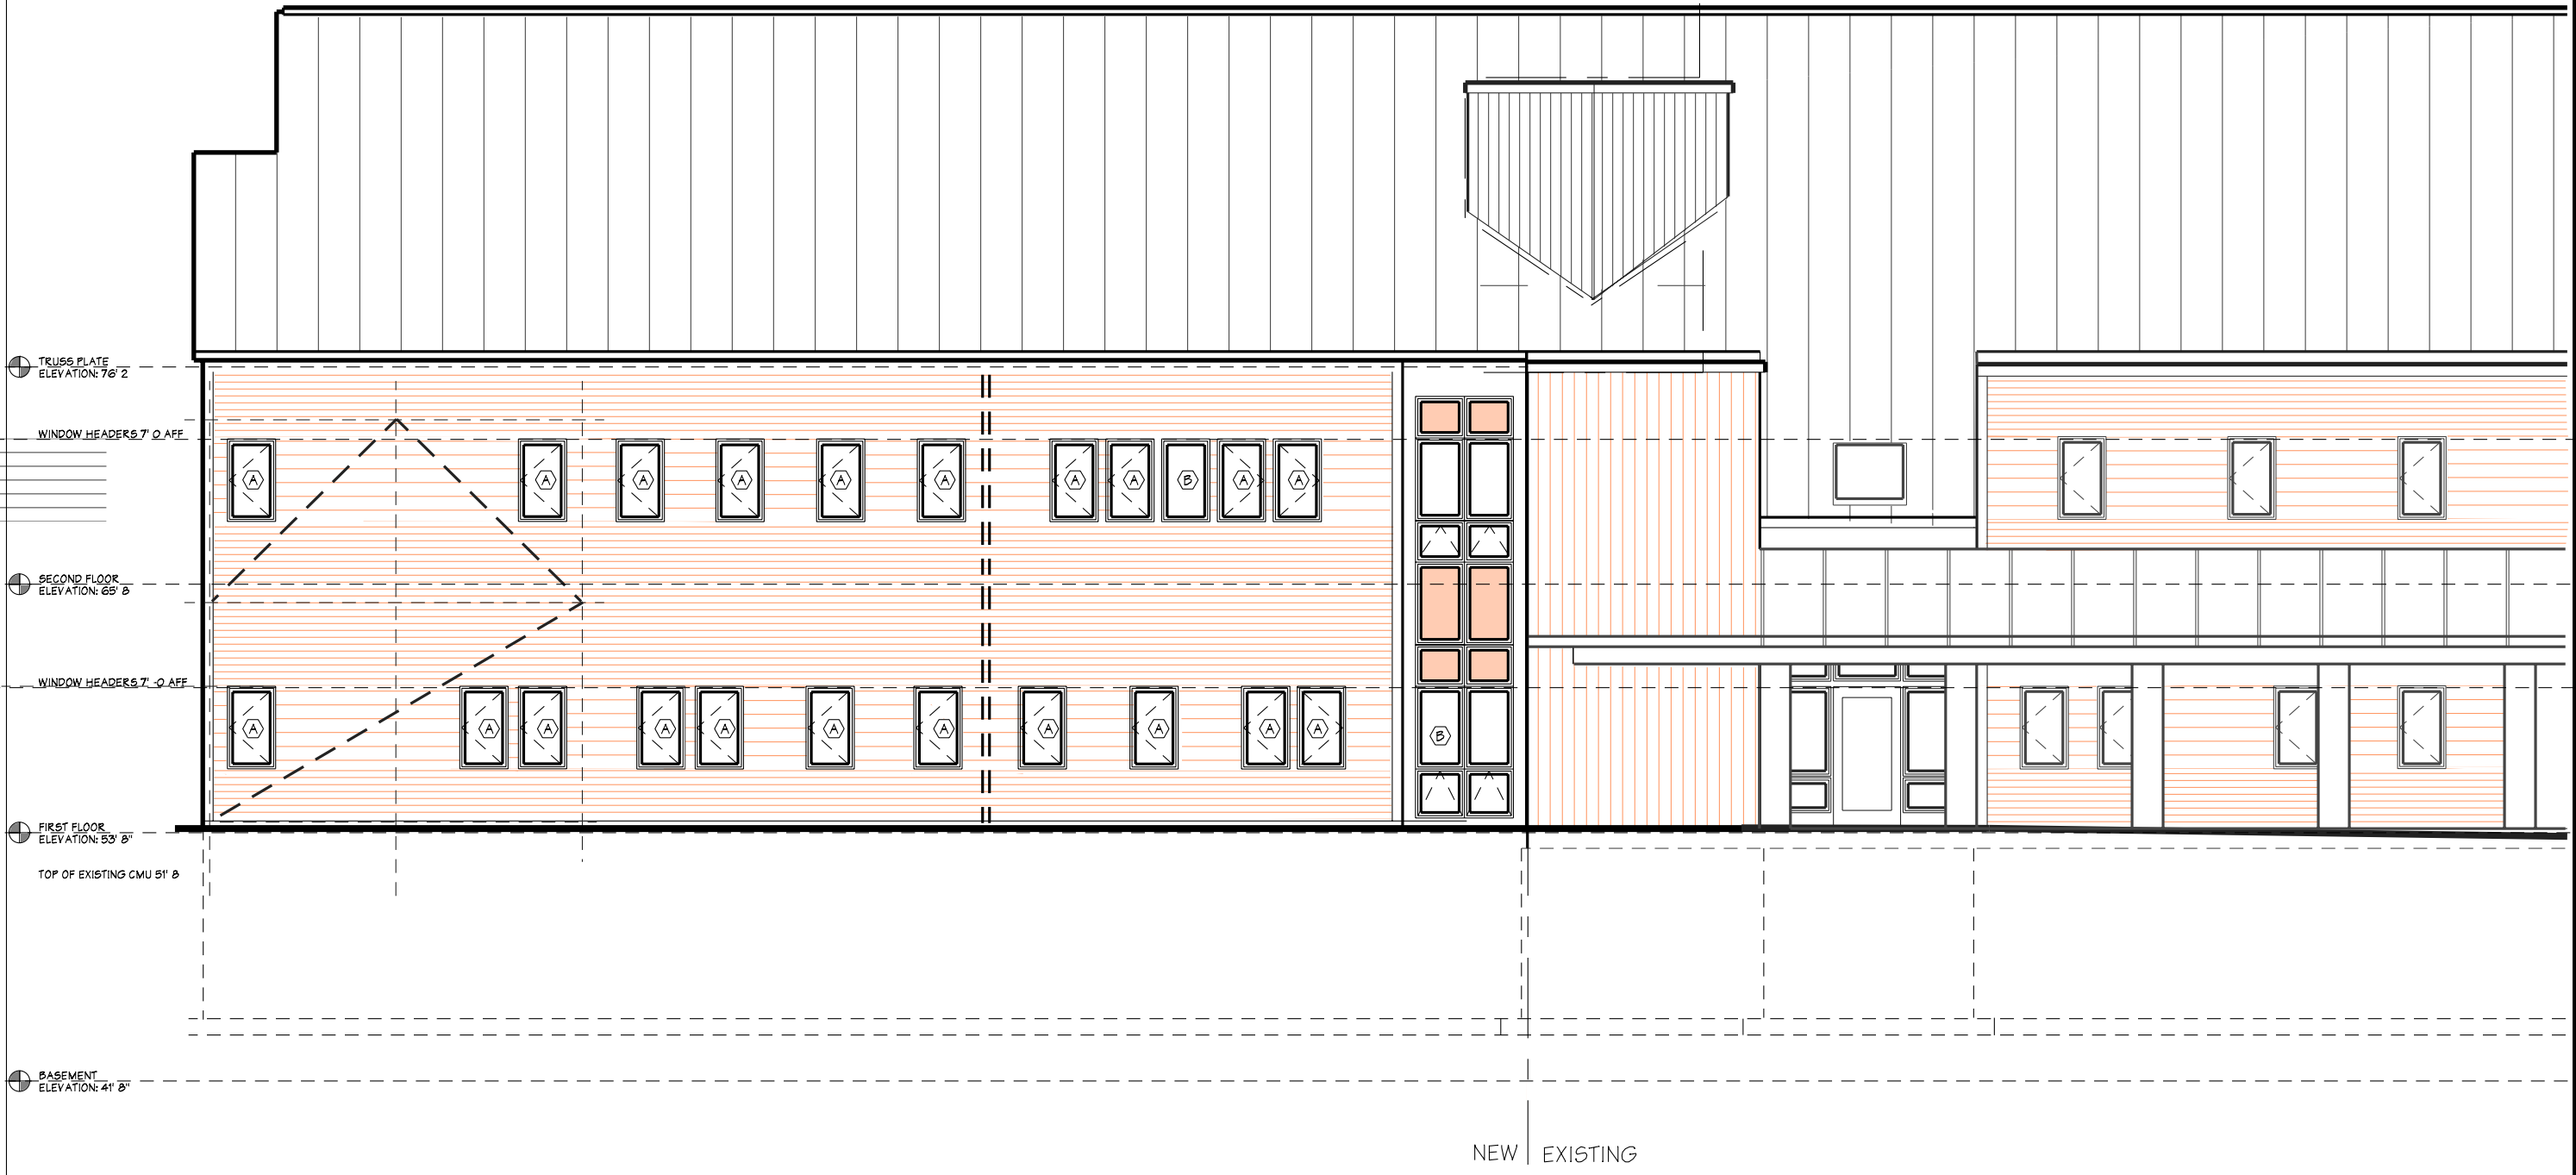 TRUSS PLATE
ELEVATION: 76' 2
WINDOW HEADERS 7' 0 AFF
A A A A A A A A B A A
SECOND FLOOR
ELEVATION: 65' 8
WINDOW HEADERS 7' -0 AFF
A A A A A A A A A A A B
FIRST FLOOR
ELEVATION: 53' 8"
TOP OF EXISTING CMU 51' 8
BASEMENT
ELEVATION: 41' 8"
NEW EXISTING